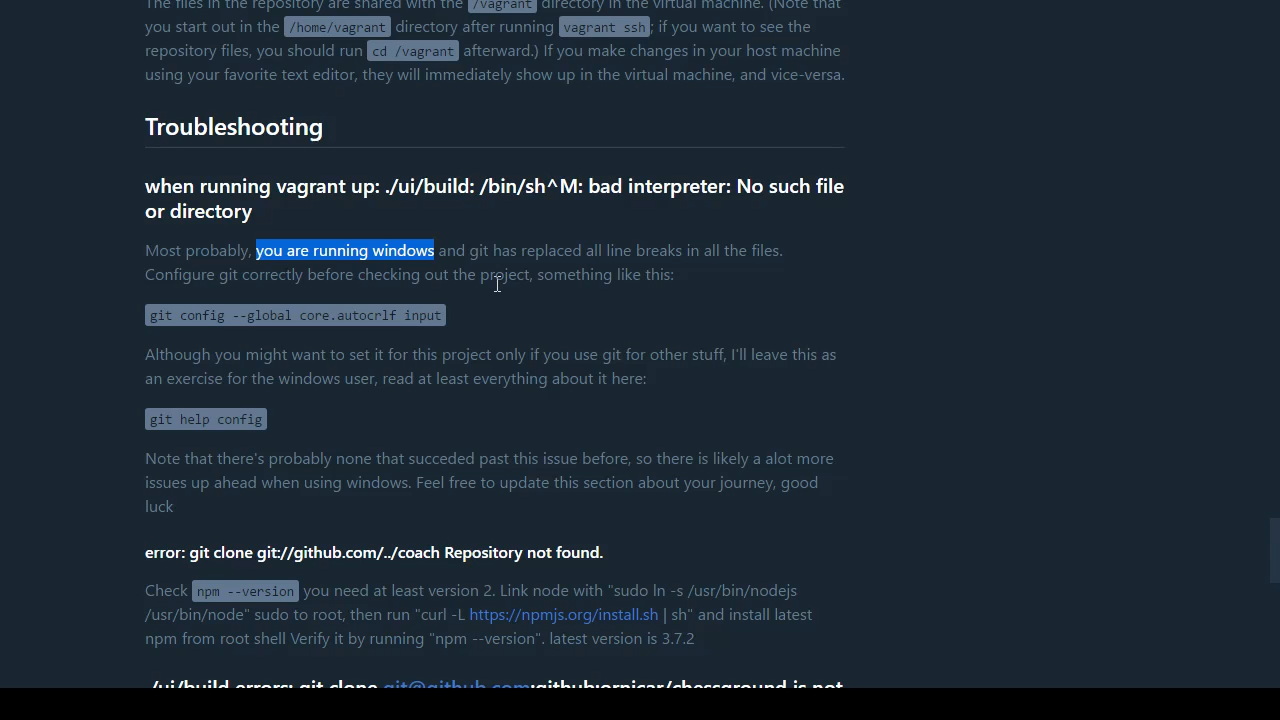 The files in the repository are shared with the /vagrant directory in the virtual machine. (Note that
you start out in the /home/vagrant directory after running vagrant ssh; if you want to see the
repository files, you should run cd /vagrant afterward.) If you make changes in your host machine
using your favorite text editor, they will immediately show up in the virtual machine, and vice-versa.
Troubleshooting
when running vagrant up: ./ui/build: /bin/sh^M: bad interpreter: No such file
or directory
Most probably, you are running windows and git has replaced all line breaks in all the files.
Configure git correctly before checking out the project, something like this:
git config --global core.autocrlf input
Although you might want to set it for this project only if you use git for other stuff, I'll leave this as
an exercise for the windows user, read at least everything about it here:
git help config
Note that there's probably none that succeded past this issue before, so there is likely a alot more
issues up ahead when using windows. Feel free to update this section about your journey, good
luck
error: git clone git://github.com/../coach Repository not found.
Check npm --version you need at least version 2. Link node with "sudo ln -s /usr/bin/nodejs
/usr/bin/node" sudo to root, then run "curl -L https://npmjs.org/install.sh | sh" and install latest
npm from root shell Verify it by running "npm --version". latest version is 3.7.2
./ui/build errors: git clone git@github.com:github:ornicar/chessground is not